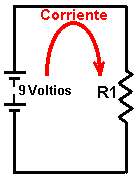 Corriente
9 Voltios
R1